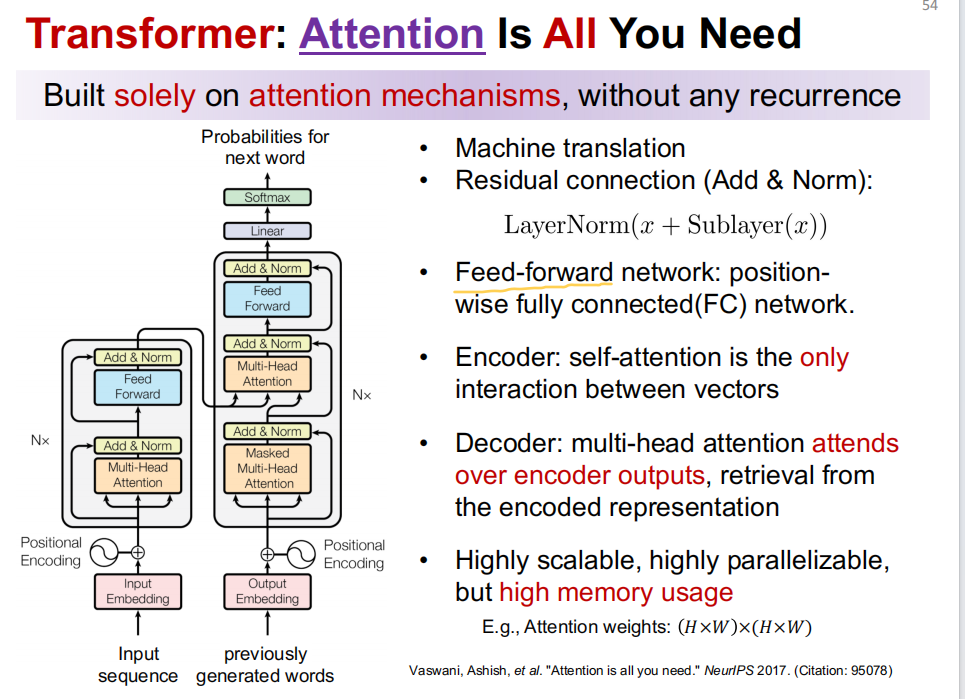 54
Transformer: Attention Is All You Need
Built solely on attention mechanisms, without any recurrence
Probabilities for
next word
Softmax
Linear
Add & Norm
Feed
Forward
Add & Norm
Multi-Head
Attention
Nx
Add & Norm
Masked
Multi-Head
Attention
Add & Norm
Feed
Forward
Nx
Add & Norm
Multi-Head
Attention
Positional
Encoding
Positional
Encoding
Input
Embedding
Output
Embedding
Input
sequence
previously
generated words
• Machine translation
• Residual connection (Add & Norm):
LayerNorm(x + Sublayer(x))
• Feed-forward network: position-
wise fully connected(FC) network.
• Encoder: self-attention is the only
interaction between vectors
• Decoder: multi-head attention attends
over encoder outputs, retrieval from
the encoded representation
• Highly scalable, highly parallelizable,
but high memory usage
E.g., Attention weights: (H×W)×(H×W)
Vaswani, Ashish, et al. "Attention is all you need." NeurIPS 2017. (Citation: 95078)